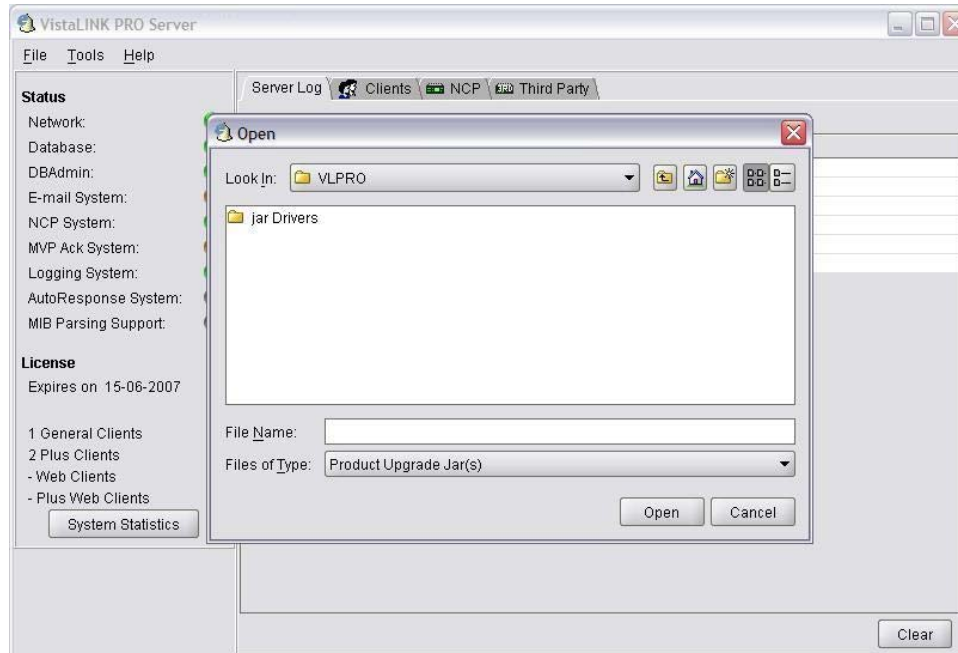 VistaLINK PRO Server
File Tools Help
Status
Network:
Database:
DBAdmin:
E-mail System:
NCP System:
MVP Ack System:
Logging System:
AutoResponse System:
MIB Parsing Support:
License
Expires on 15-06-2007
1 General Clients
2 Plus Clients
- Web Clients
- Plus Web Clients
System Statistics
Server Log Clients NCP Third Party
Open
Look In: VLPRO
jar Drivers
File Name:
Files of Type: Product Upgrade Jar(s)
Open Cancel
Clear